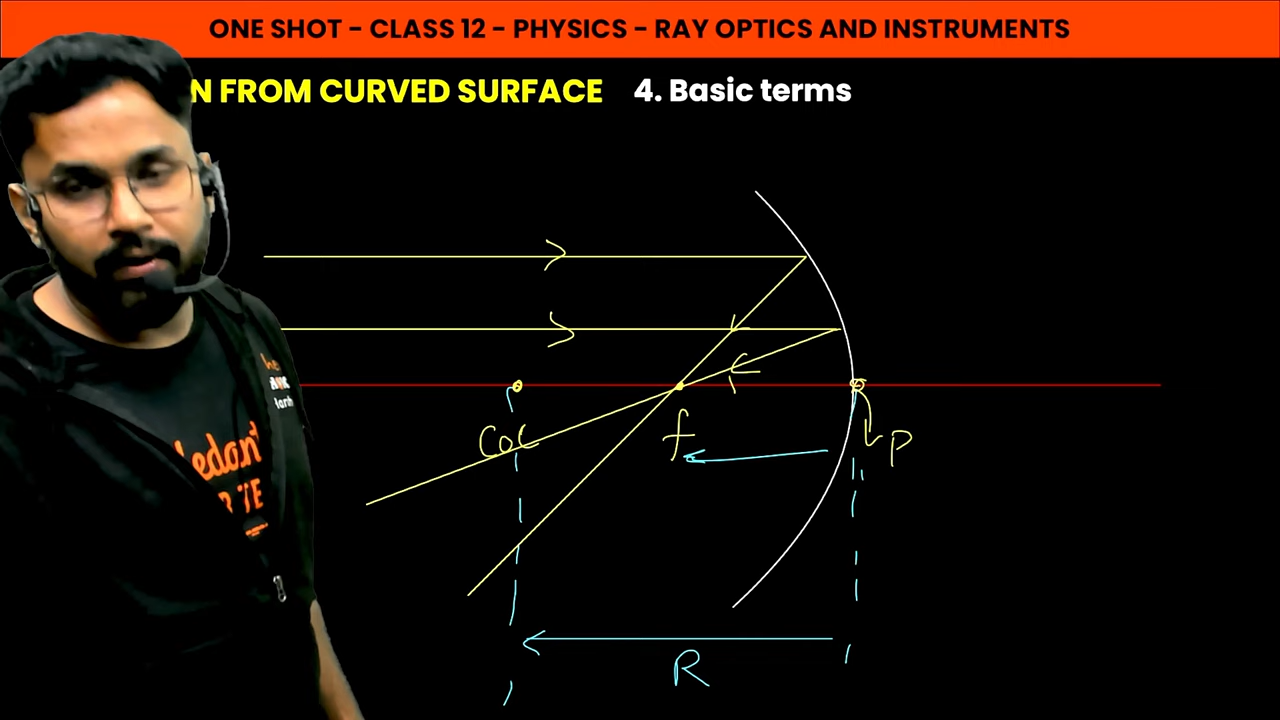 ONE SHOT - CLASS 12 - PHYSICS - RAY OPTICS AND INSTRUMENTS
N FROM CURVED SURFACE 4. Basic terms
COC
f
P
R